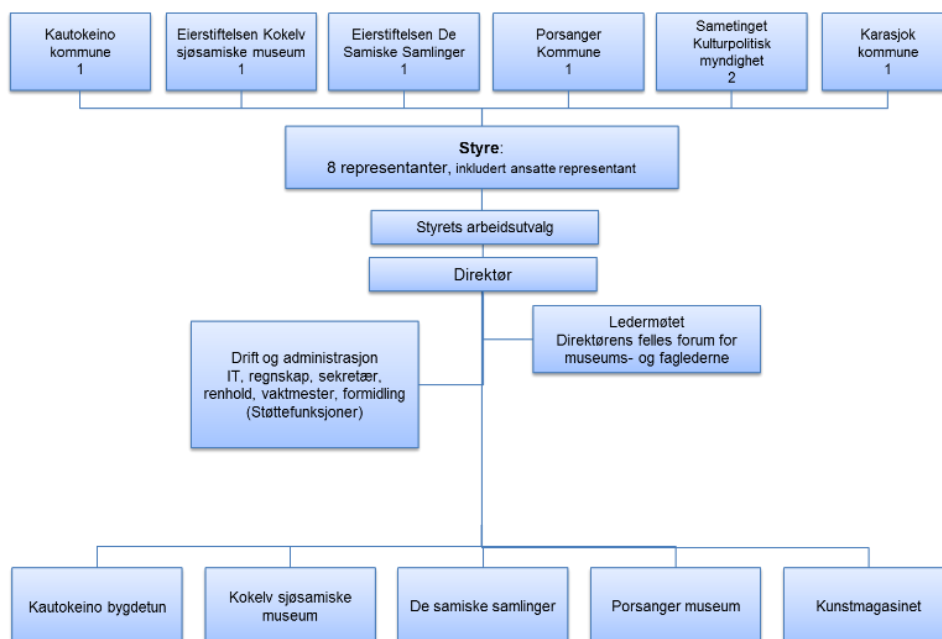 Kautokeino
kommune
1
Eierstiftelsen Kokelv
sjøsamiske museum
1
Eierstiftelsen De
Samiske Samlinger
1
Porsanger
Kommune
1
Sametinget
Kulturpolitisk
myndighet
2
Karasjok
kommune
1
Styre:
8 representanter, inkludert ansatte representant
Styrets arbeidsutvalg
Direktør
Ledermøtet
Direktørens felles forum for
museums- og faglederne
Drift og administrasjon
IT, regnskap, sekretær,
renhold, vaktmester, formidling
(Støttefunksjoner)
Kautokeino bygdetun
Kokelv sjøsamiske
museum
De samiske samlinger
Porsanger museum
Kunstmagasinet